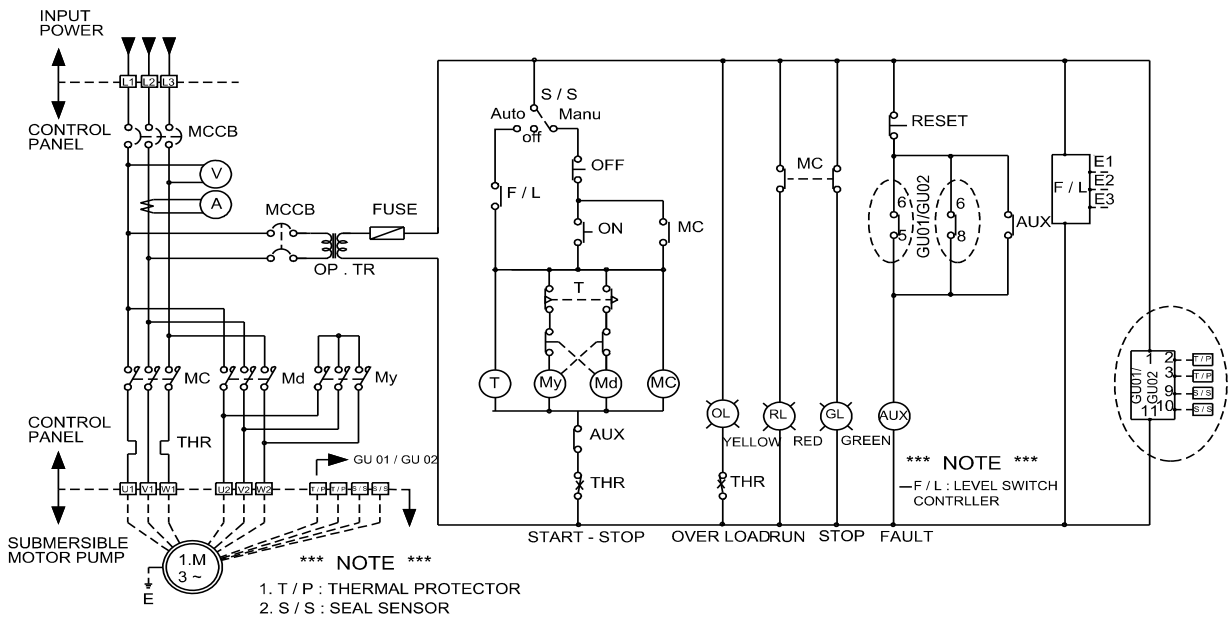 INPUT
POWER
L1 L2 L3
CONTROL
PANEL
MCCB
V
A
MCCB
FUSE
OP . TR
MC
Md
My
CONTROL
PANEL
THR
GU 01 / GU 02
U1 V1 W1 U2 V2 W2 T / P T / P S / S S / S
SUBMERSIBLE
MOTOR PUMP
1.M
3 ~
E
*** NOTE ***
1. T / P : THERMAL PROTECTOR
2. S / S : SEAL SENSOR
S / S
Auto
Manu
off
OFF
F / L
ON
MC
T
T
My
Md
MC
AUX
THR
START - STOP
OL
YELLOW
THR
OVER LOAD
MC
RL
RED
RUN
GL
GREEN
STOP
RESET
6
5
GU01/GU02
6
8
AUX
AUX
FAULT
F / L
E1
E2
E3
*** NOTE ***
F / L : LEVEL SWITCH
CONTRLLER
GU01/
GU02
1
11
2 T / P
3 T / P
9 S / S
10 S / S